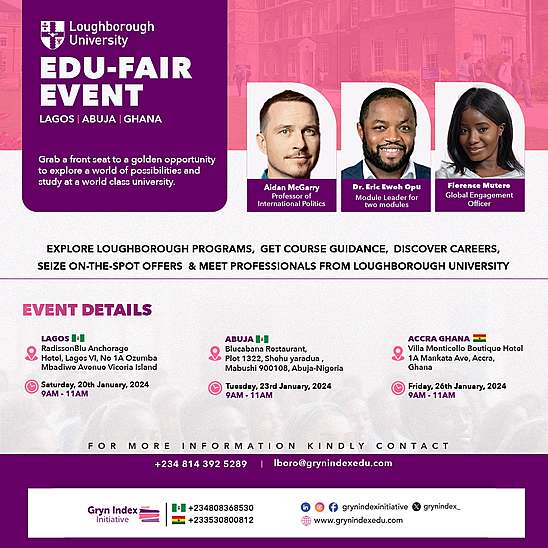 Loughborough
University
EDU-FAIR
EVENT
LAGOS | ABUJA | GHANA
Grab a front seat to a golden opportunity
to explore a world of possibilities and
study at a world class university.
Aidan McGarry
Professor of
International Politics
Dr. Eric Ewoh Opu
Module Leader for
two modules
Florence Mutere
Global Engagement
Officer
EXPLORE LOUGHBOROUGH PROGRAMS, GET COURSE GUIDANCE, DISCOVER CAREERS,
SEIZE ON-THE-SPOT OFFERS & MEET PROFESSIONALS FROM LOUGHBOROUGH UNIVERSITY
EVENT DETAILS
LAGOS
RadissonBlu Anchorage
Hotel, Lagos VI, No 1A Ozumba
Mbadiwe Avenue Vicoria Island
Saturday, 20th January, 2024
9AM - 11AM
ABUJA
Blucabana Restaurant,
Plot 1322, Shehu yaradua ,
Mabushi 900108, Abuja-Nigeria
Tuesday, 23rd January, 2024
9AM - 11AM
ACCRA GHANA
Villa Monticello Boutique Hotel
1A Mankata Ave, Accra,
Ghana
Friday, 26th January, 2024
9AM - 11AM
FOR MORE INFORMATION KINDLY CONTACT
+234 814 392 5289 | lboro@grynindexedu.com
Gryn Index
Initiative
+234808368530
+233530800812
grynindexinitiative
grynindex_
www.grynindexedu.com